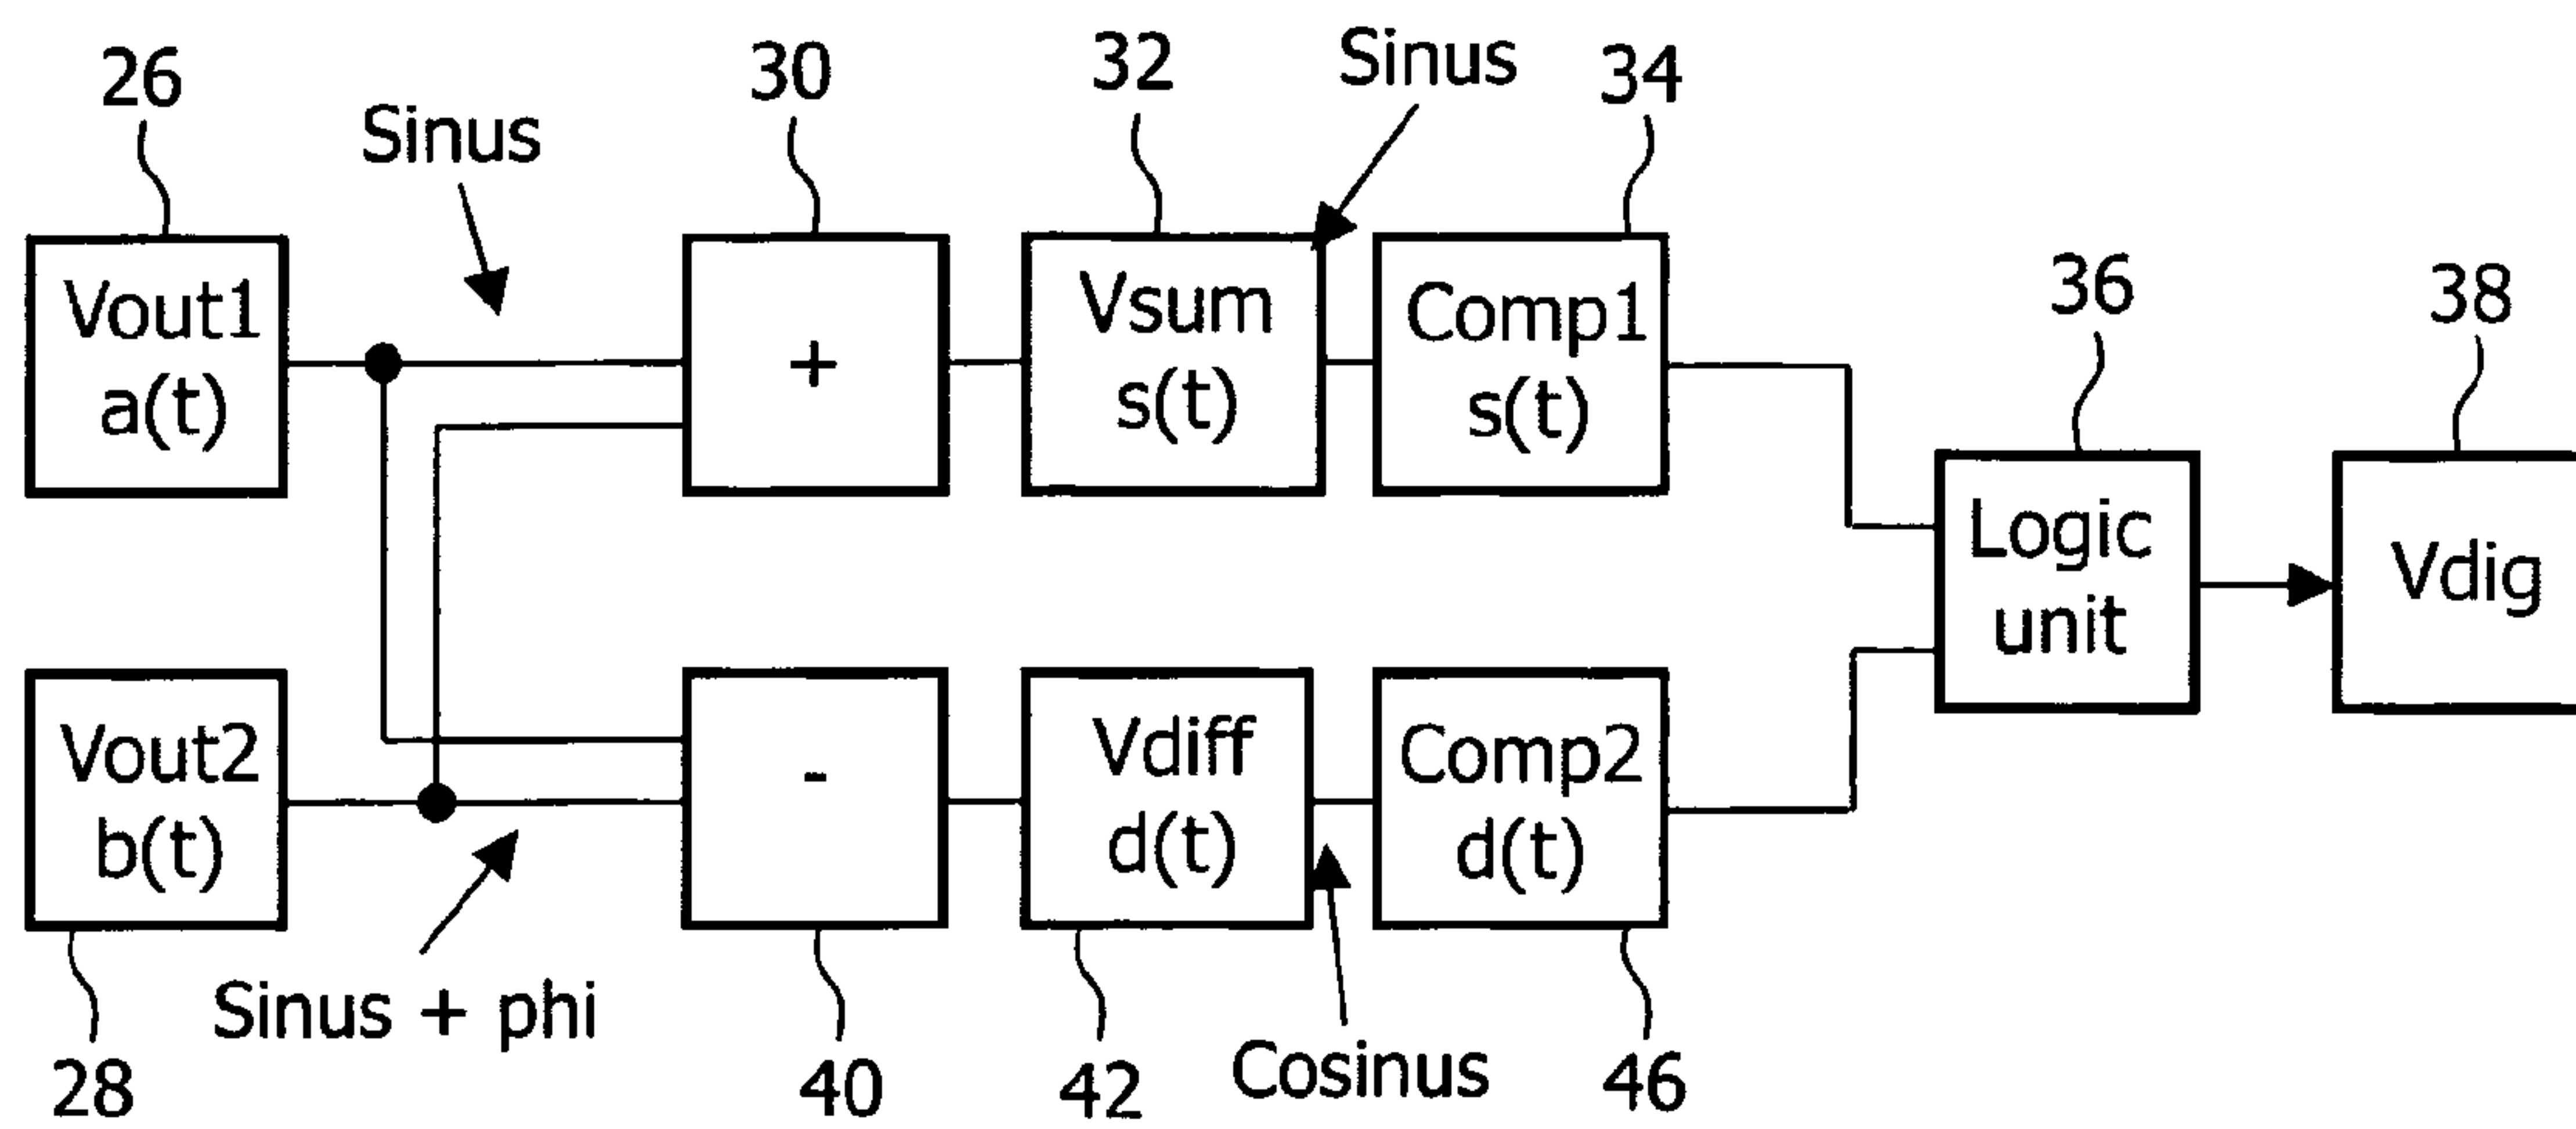 26
Sinus
30
32
Sinus
34
Vout1
a(t)
+
Vsum
s(t)
Comp1
s(t)
36
38
Logic
unit
Vdig
Vout2
b(t)
-
Vdiff
d(t)
Comp2
d(t)
28
Sinus + phi
40
42
Cosinus
46